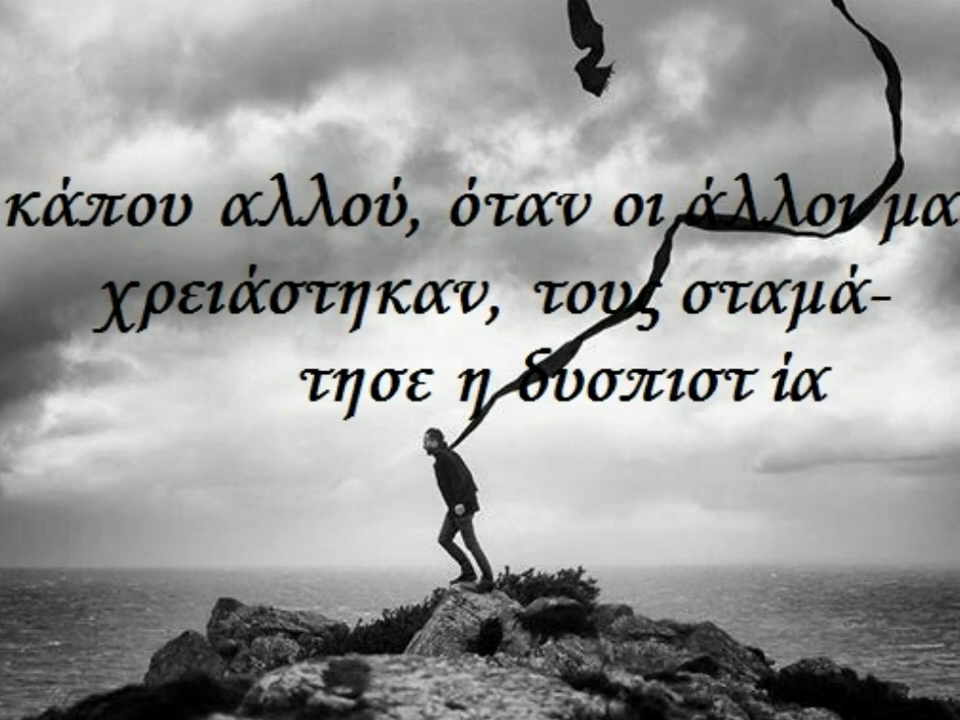 κάπου αλλού, όταν οι άλλοι μα
χρειάστηκαν, τους σταμά-
τησε η δυσπιστ ία